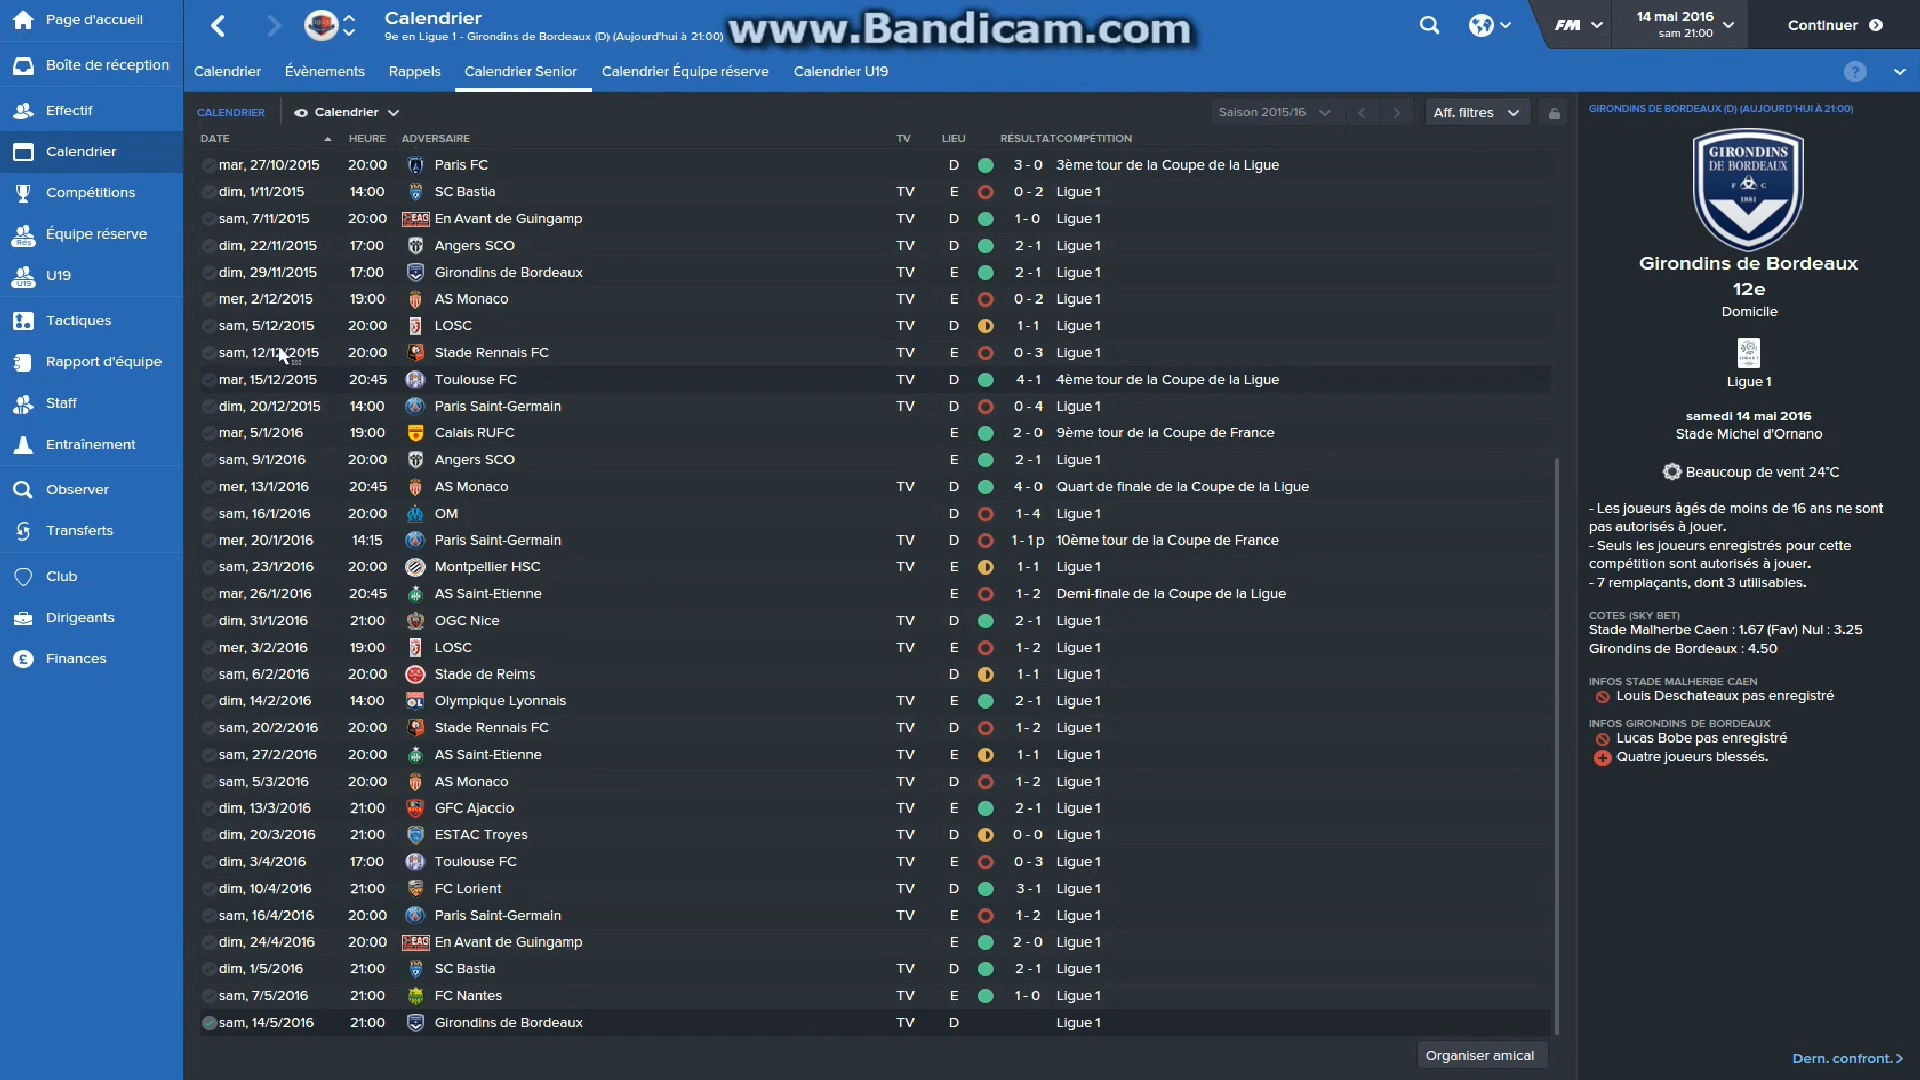 Page d'accueil
Boîte de réception
Effectif
Calendrier
Compétitions
Équipe réserve
U19
Tactiques
Rapport d'équipe
Staff
Entraînement
Observer
Transferts
Club
Dirigeants
Finances
Calendrier
9e en Ligue 1 - Girondins de Bordeaux (D) (Aujourd'hui à 21:00)
www.Bandicam.com
FM
14 mai 2016
sam 21:00
Continuer
Calendrier Évènements Rappels Calendrier Senior Calendrier Équipe réserve Calendrier U19
?
CALENDRIER Calendrier Saison 2015/16 Aff. filtres
DATE HEURE ADVERSAIRE TV LIEU RÉSULTAT COMPÉTITION
mar, 27/10/2015 20:00 Paris FC D 3 - 0 3ème tour de la Coupe de la Ligue
dim, 1/11/2015 14:00 SC Bastia TV E 0 - 2 Ligue 1
sam, 7/11/2015 20:00 En Avant de Guingamp TV D 1 - 0 Ligue 1
dim, 22/11/2015 17:00 Angers SCO TV D 2 - 1 Ligue 1
dim, 29/11/2015 17:00 Girondins de Bordeaux TV E 2 - 1 Ligue 1
mer, 2/12/2015 19:00 AS Monaco TV E 0 - 2 Ligue 1
sam, 5/12/2015 20:00 LOSC TV D 1 - 1 Ligue 1
sam, 12/12/2015 20:00 Stade Rennais FC TV E 0 - 3 Ligue 1
mar, 15/12/2015 20:45 Toulouse FC TV D 4 - 1 4ème tour de la Coupe de la Ligue
dim, 20/12/2015 14:00 Paris Saint-Germain TV D 0 - 4 Ligue 1
mar, 5/1/2016 19:00 Calais RUFC E 2 - 0 9ème tour de la Coupe de France
sam, 9/1/2016 20:00 Angers SCO E 2 - 1 Ligue 1
mer, 13/1/2016 20:45 AS Monaco TV D 4 - 0 Quart de finale de la Coupe de la Ligue
sam, 16/1/2016 20:00 OM D 1 - 4 Ligue 1
mer, 20/1/2016 14:15 Paris Saint-Germain TV D 1 - 1 p 10ème tour de la Coupe de France
sam, 23/1/2016 20:00 Montpellier HSC TV E 1 - 1 Ligue 1
mar, 26/1/2016 20:45 AS Saint-Etienne E 1 - 2 Demi-finale de la Coupe de la Ligue
dim, 31/1/2016 21:00 OGC Nice TV D 2 - 1 Ligue 1
mer, 3/2/2016 19:00 LOSC TV E 1 - 2 Ligue 1
sam, 6/2/2016 20:00 Stade de Reims D 1 - 1 Ligue 1
dim, 14/2/2016 14:00 Olympique Lyonnais TV E 2 - 1 Ligue 1
sam, 20/2/2016 20:00 Stade Rennais FC TV D 1 - 2 Ligue 1
sam, 27/2/2016 20:00 AS Saint-Etienne TV E 1 - 1 Ligue 1
sam, 5/3/2016 20:00 AS Monaco TV D 1 - 2 Ligue 1
dim, 13/3/2016 21:00 GFC Ajaccio TV E 2 - 1 Ligue 1
dim, 20/3/2016 21:00 ESTAC Troyes TV D 0 - 0 Ligue 1
dim, 3/4/2016 17:00 Toulouse FC TV E 0 - 3 Ligue 1
dim, 10/4/2016 21:00 FC Lorient TV D 3 - 1 Ligue 1
sam, 16/4/2016 20:00 Paris Saint-Germain TV E 1 - 2 Ligue 1
dim, 24/4/2016 20:00 En Avant de Guingamp E 2 - 0 Ligue 1
dim, 1/5/2016 21:00 SC Bastia TV D 2 - 1 Ligue 1
sam, 7/5/2016 21:00 FC Nantes TV E 1 - 0 Ligue 1
sam, 14/5/2016 21:00 Girondins de Bordeaux TV D Ligue 1
Organiser amical
GIRONDINS DE BORDEAUX (D) (AUJOURD'HUI À 21:00)
GIRONDINS
DE BORDEAUX
F C
1881
Girondins de Bordeaux
12e
Domicile
Ligue 1
samedi 14 mai 2016
Stade Michel d'Ornano
Beaucoup de vent 24°C
- Les joueurs âgés de moins de 16 ans ne sont
pas autorisés à jouer.
- Seuls les joueurs enregistrés pour cette
compétition sont autorisés à jouer.
- 7 remplaçants, dont 3 utilisables.
COTES (SKY BET)
Stade Malherbe Caen : 1.67 (Fav) Nul : 3.25
Girondins de Bordeaux : 4.50
INFOS STADE MALHERBE CAEN
Louis Deschateaux pas enregistré
INFOS GIRONDINS DE BORDEAUX
Lucas Bobe pas enregistré
Quatre joueurs blessés.
Dern. confront. >